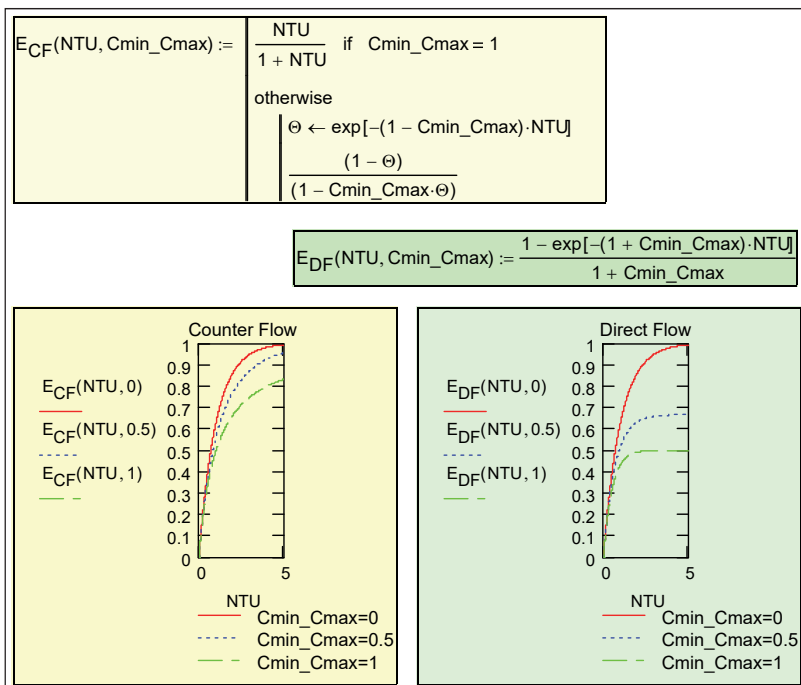 E_CF(NTU, Cmin_Cmax) := NTU / 1 + NTU if Cmin_Cmax = 1
otherwise
Θ ← exp[-(1 - Cmin_Cmax)·NTU]
(1 - Θ) / (1 - Cmin_Cmax·Θ)
E_DF(NTU, Cmin_Cmax) := 1 - exp[-(1 + Cmin_Cmax)·NTU] / 1 + Cmin_Cmax
Counter Flow
1
0.9
0.8
0.7
0.6
0.5
0.4
0.3
0.2
0.1
0
E_CF(NTU, 0)
E_CF(NTU, 0.5)
E_CF(NTU, 1)
0 5
NTU
Cmin_Cmax=0
Cmin_Cmax=0.5
Cmin_Cmax=1
Direct Flow
1
0.9
0.8
0.7
0.6
0.5
0.4
0.3
0.2
0.1
0
E_DF(NTU, 0)
E_DF(NTU, 0.5)
E_DF(NTU, 1)
0 5
NTU
Cmin_Cmax=0
Cmin_Cmax=0.5
Cmin_Cmax=1